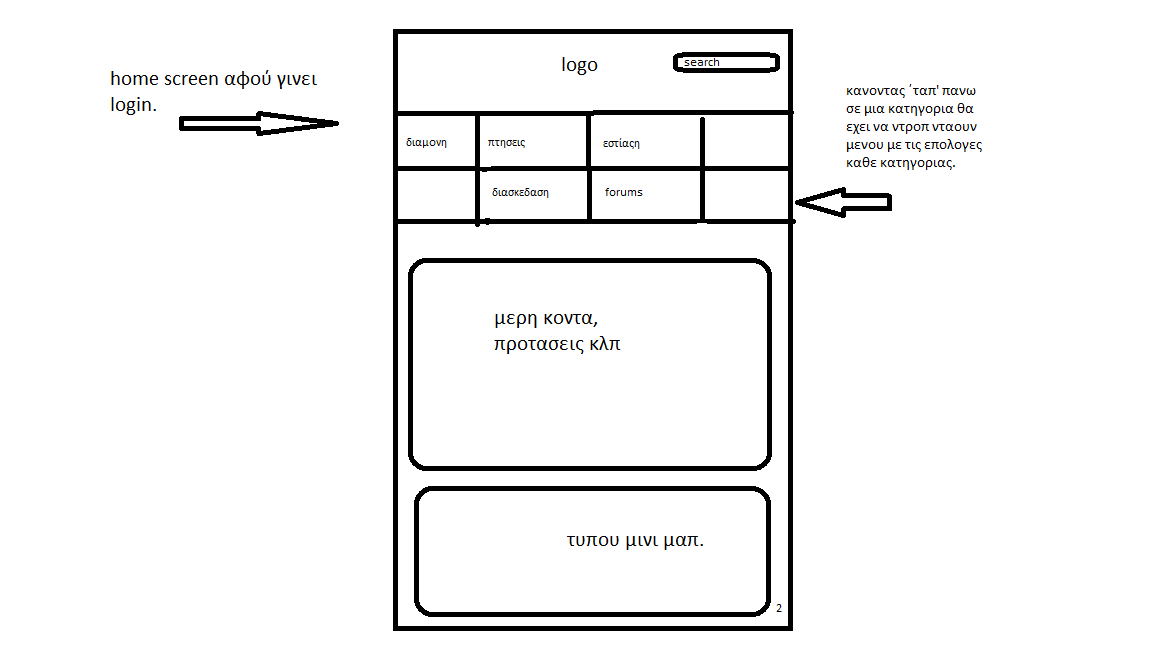 home screen αφού γινει
login.
logo
search
κανοντας ΄ταπ' πανω
σε μια κατηγορια θα
εχει να ντροπ νταουν
μενου με τις επολογες
καθε κατηγοριας.
διαμονη
πτησεις
εστίαςη
διασκεδαση
forums
μερη κοντα,
προτασεις κλπ
τυπου μινι μαπ.
2